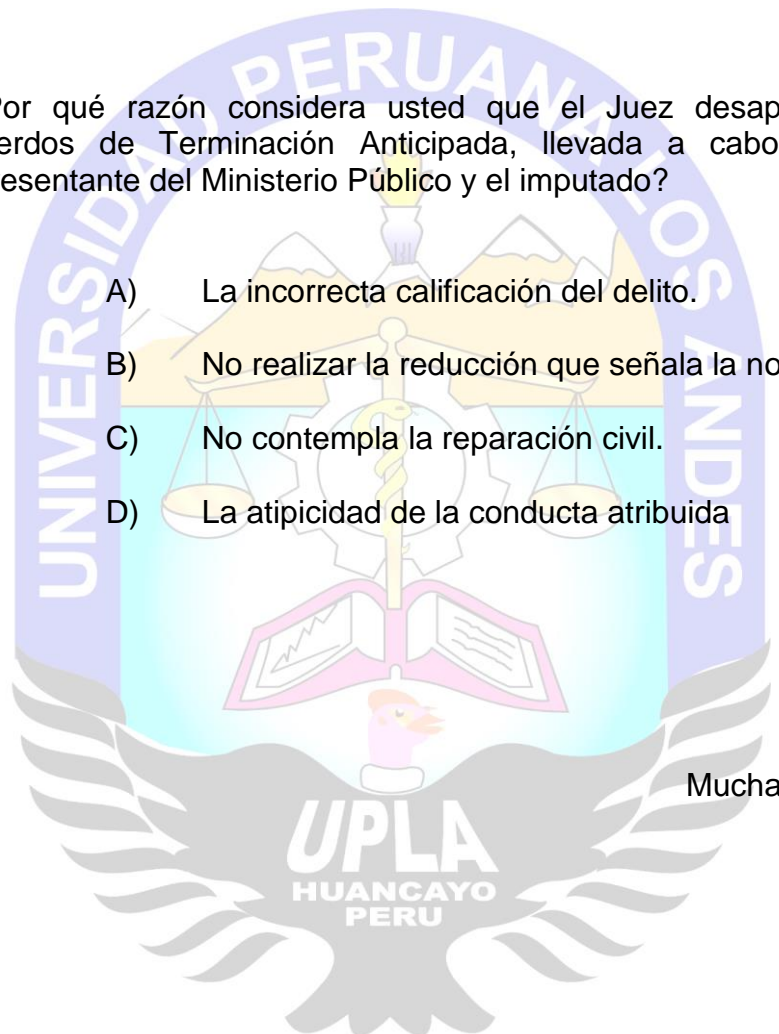 Por qué razón considera usted que el Juez desap
erdos de Terminación Anticipada, llevada a cabo
esentante del Ministerio Público y el imputado?
A) La incorrecta calificación del delito.
B) No realizar la reducción que señala la no
C) No contempla la reparación civil.
D) La atipicidad de la conducta atribuida
Mucha
UNIVERSIDAD PERUANA LOS ANDES
UPLA
HUANCAYO
PERU